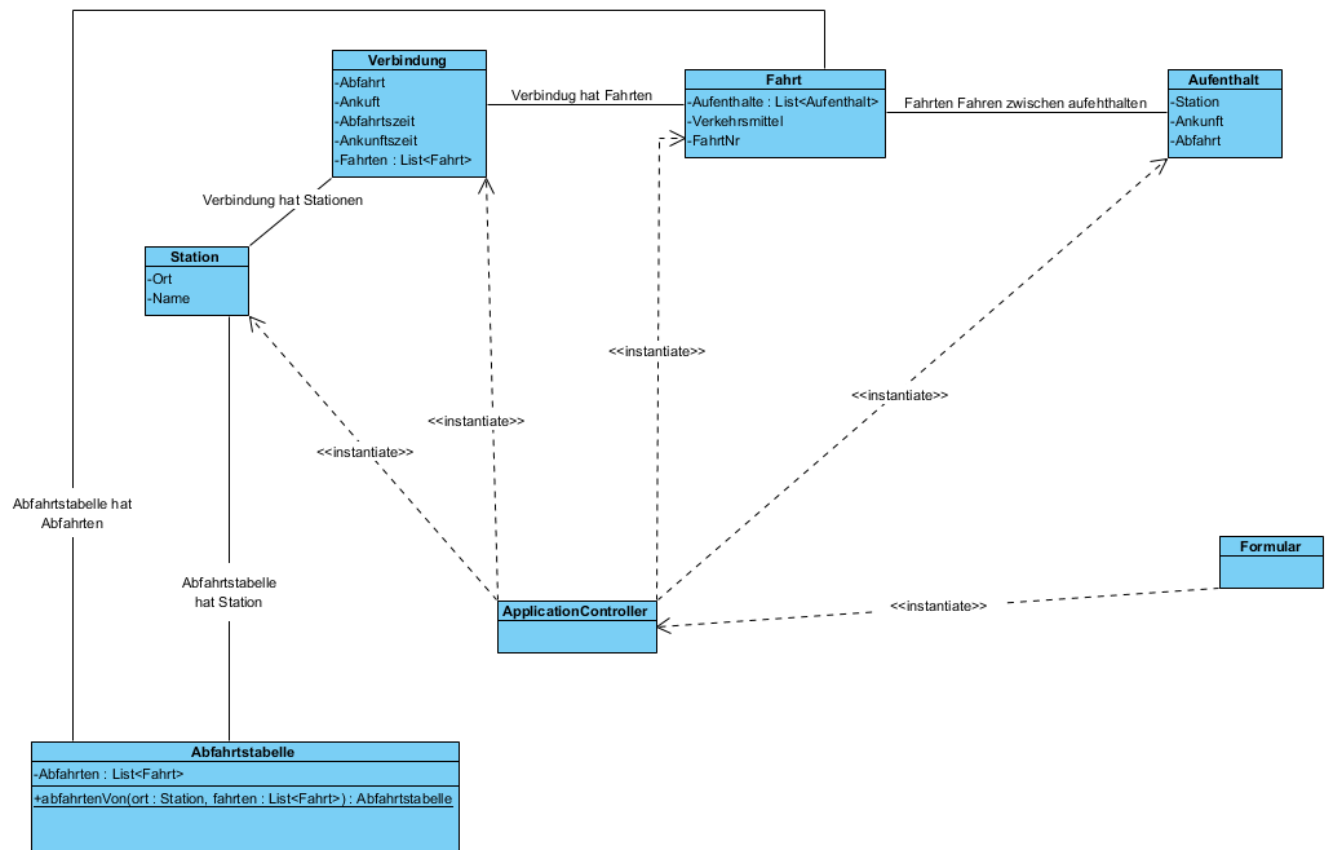 Verbindung
-Abfahrt
-Ankuft
-Abfahrtszeit
-Ankunftszeit
-Fahrten : List<Fahrt>
Verbindug hat Fahrten
Fahrt
-Aufenthalte : List<Aufenthalt>
-Verkehrsmittel
-FahrtNr
Fahrten Fahren zwischen aufehthalten
Aufenthalt
-Station
-Ankunft
-Abfahrt
Verbindung hat Stationen
Station
-Ort
-Name
<<instantiate>>
<<instantiate>>
<<instantiate>>
<<instantiate>>
Abfahrtstabelle hat
Abfahrten
Abfahrtstabelle
hat Station
Formular
<<instantiate>>
ApplicationController
Abfahrtstabelle
-Abfahrten : List<Fahrt>
+abfahrtenVon(ort : Station, fahrten : List<Fahrt>) : Abfahrtstabelle